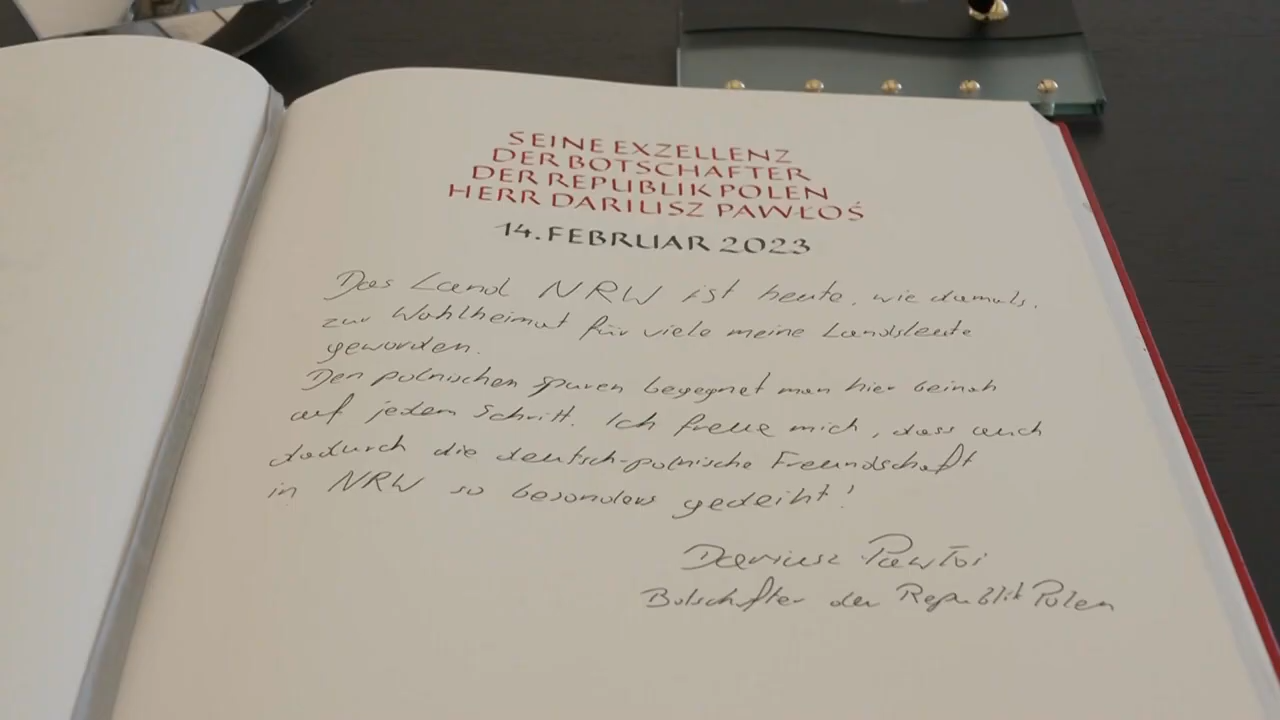 SEINE EXZELLENZ
DER BOTSCHAFTER
DER REPUBLIK POLEN
HERR DARIUSZ PAWŁOŚ
14. FEBRUAR 2023
Das Land NRW ist heute, wie damals,
zur Wahlheimat für viele meine Landsleute
geworden.
Den polnischen Spuren begegnet man hier beinah
auf jedem Schritt. Ich freue mich, dass auch
dadurch die deutsch-polnische Freundschaft
in NRW so besonders gedeiht!
Dariusz Pawłoś
Botschafter der Republik Polen